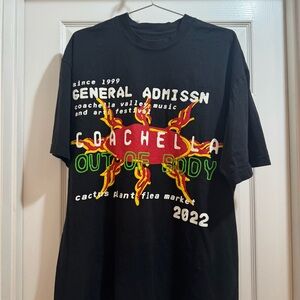 since 1999
GENERAL ADMISSN
coachella valley music
and arts festival
COACHELLA
OUT OF BODY
cactus plant flea market
2022